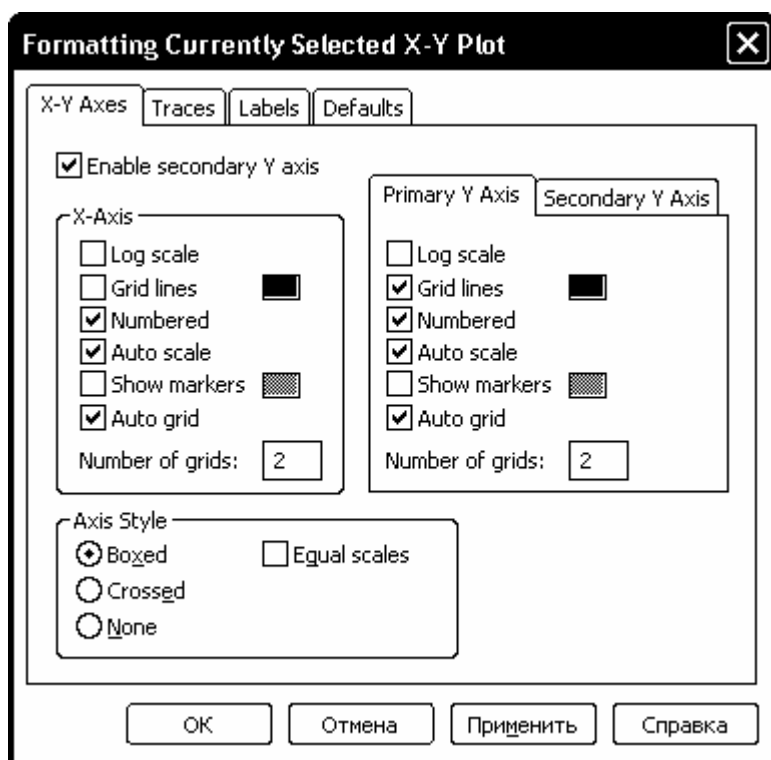 Formatting Currently Selected X-Y Plot
X-Y Axes Traces Labels Defaults
Enable secondary Y axis
X-Axis
Log scale
Grid lines
Numbered
Auto scale
Show markers
Auto grid
Number of grids: 2
Primary Y Axis Secondary Y Axis
Log scale
Grid lines
Numbered
Auto scale
Show markers
Auto grid
Number of grids: 2
Axis Style
Boxed Equal scales
Crossed
None
ОК Отмена Применить Справка